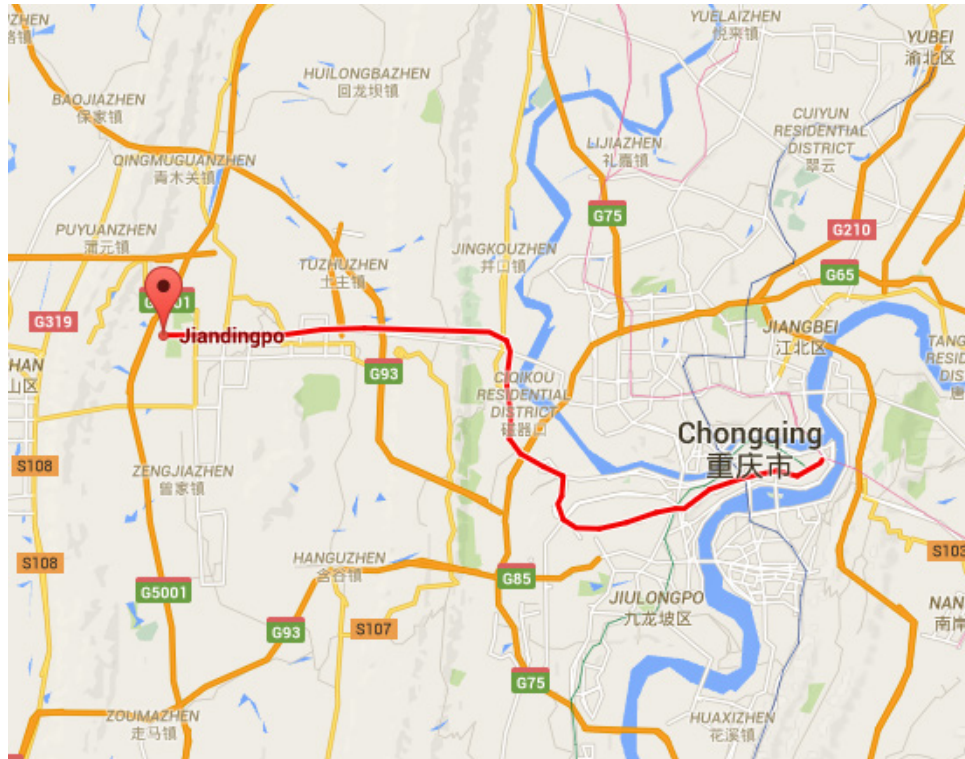 YUELAIZHEN
悦来镇
YUBEI
渝北区
HUILONGBAZHEN
回龙坝镇
BAOJIAZHEN
保家镇
CUIYUN
RESIDENTIAL
DISTRICT
翠云
LIJIAZHEN
礼嘉镇
QINGMUGUANZHEN
青木关镇
G75
PUYUANZHEN
蒲元镇
G210
JINGKOUZHEN
井口镇
TUZHUZHEN
土主镇
G65
G319
JIANGBEI
江北区
Jiandingpo
G93
CIQIKOU
RESIDENTIAL
DISTRICT
磁器口
Chongqing
重庆市
S108
ZENGJIAZHEN
曾家镇
S108
HANGUZHEN
含谷镇
S103
G85
G5001
JIULONGPO
九龙坡区
NAN
南岸
G93
S107
G75
ZOUMAZHEN
走马镇
HUAXIZHEN
花溪镇